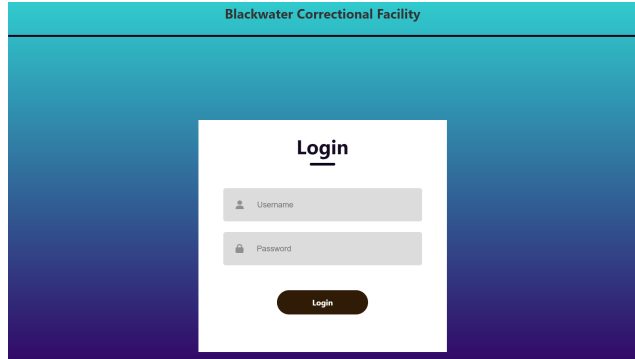 Blackwater Correctional Facility
Login
Username
Password
Login